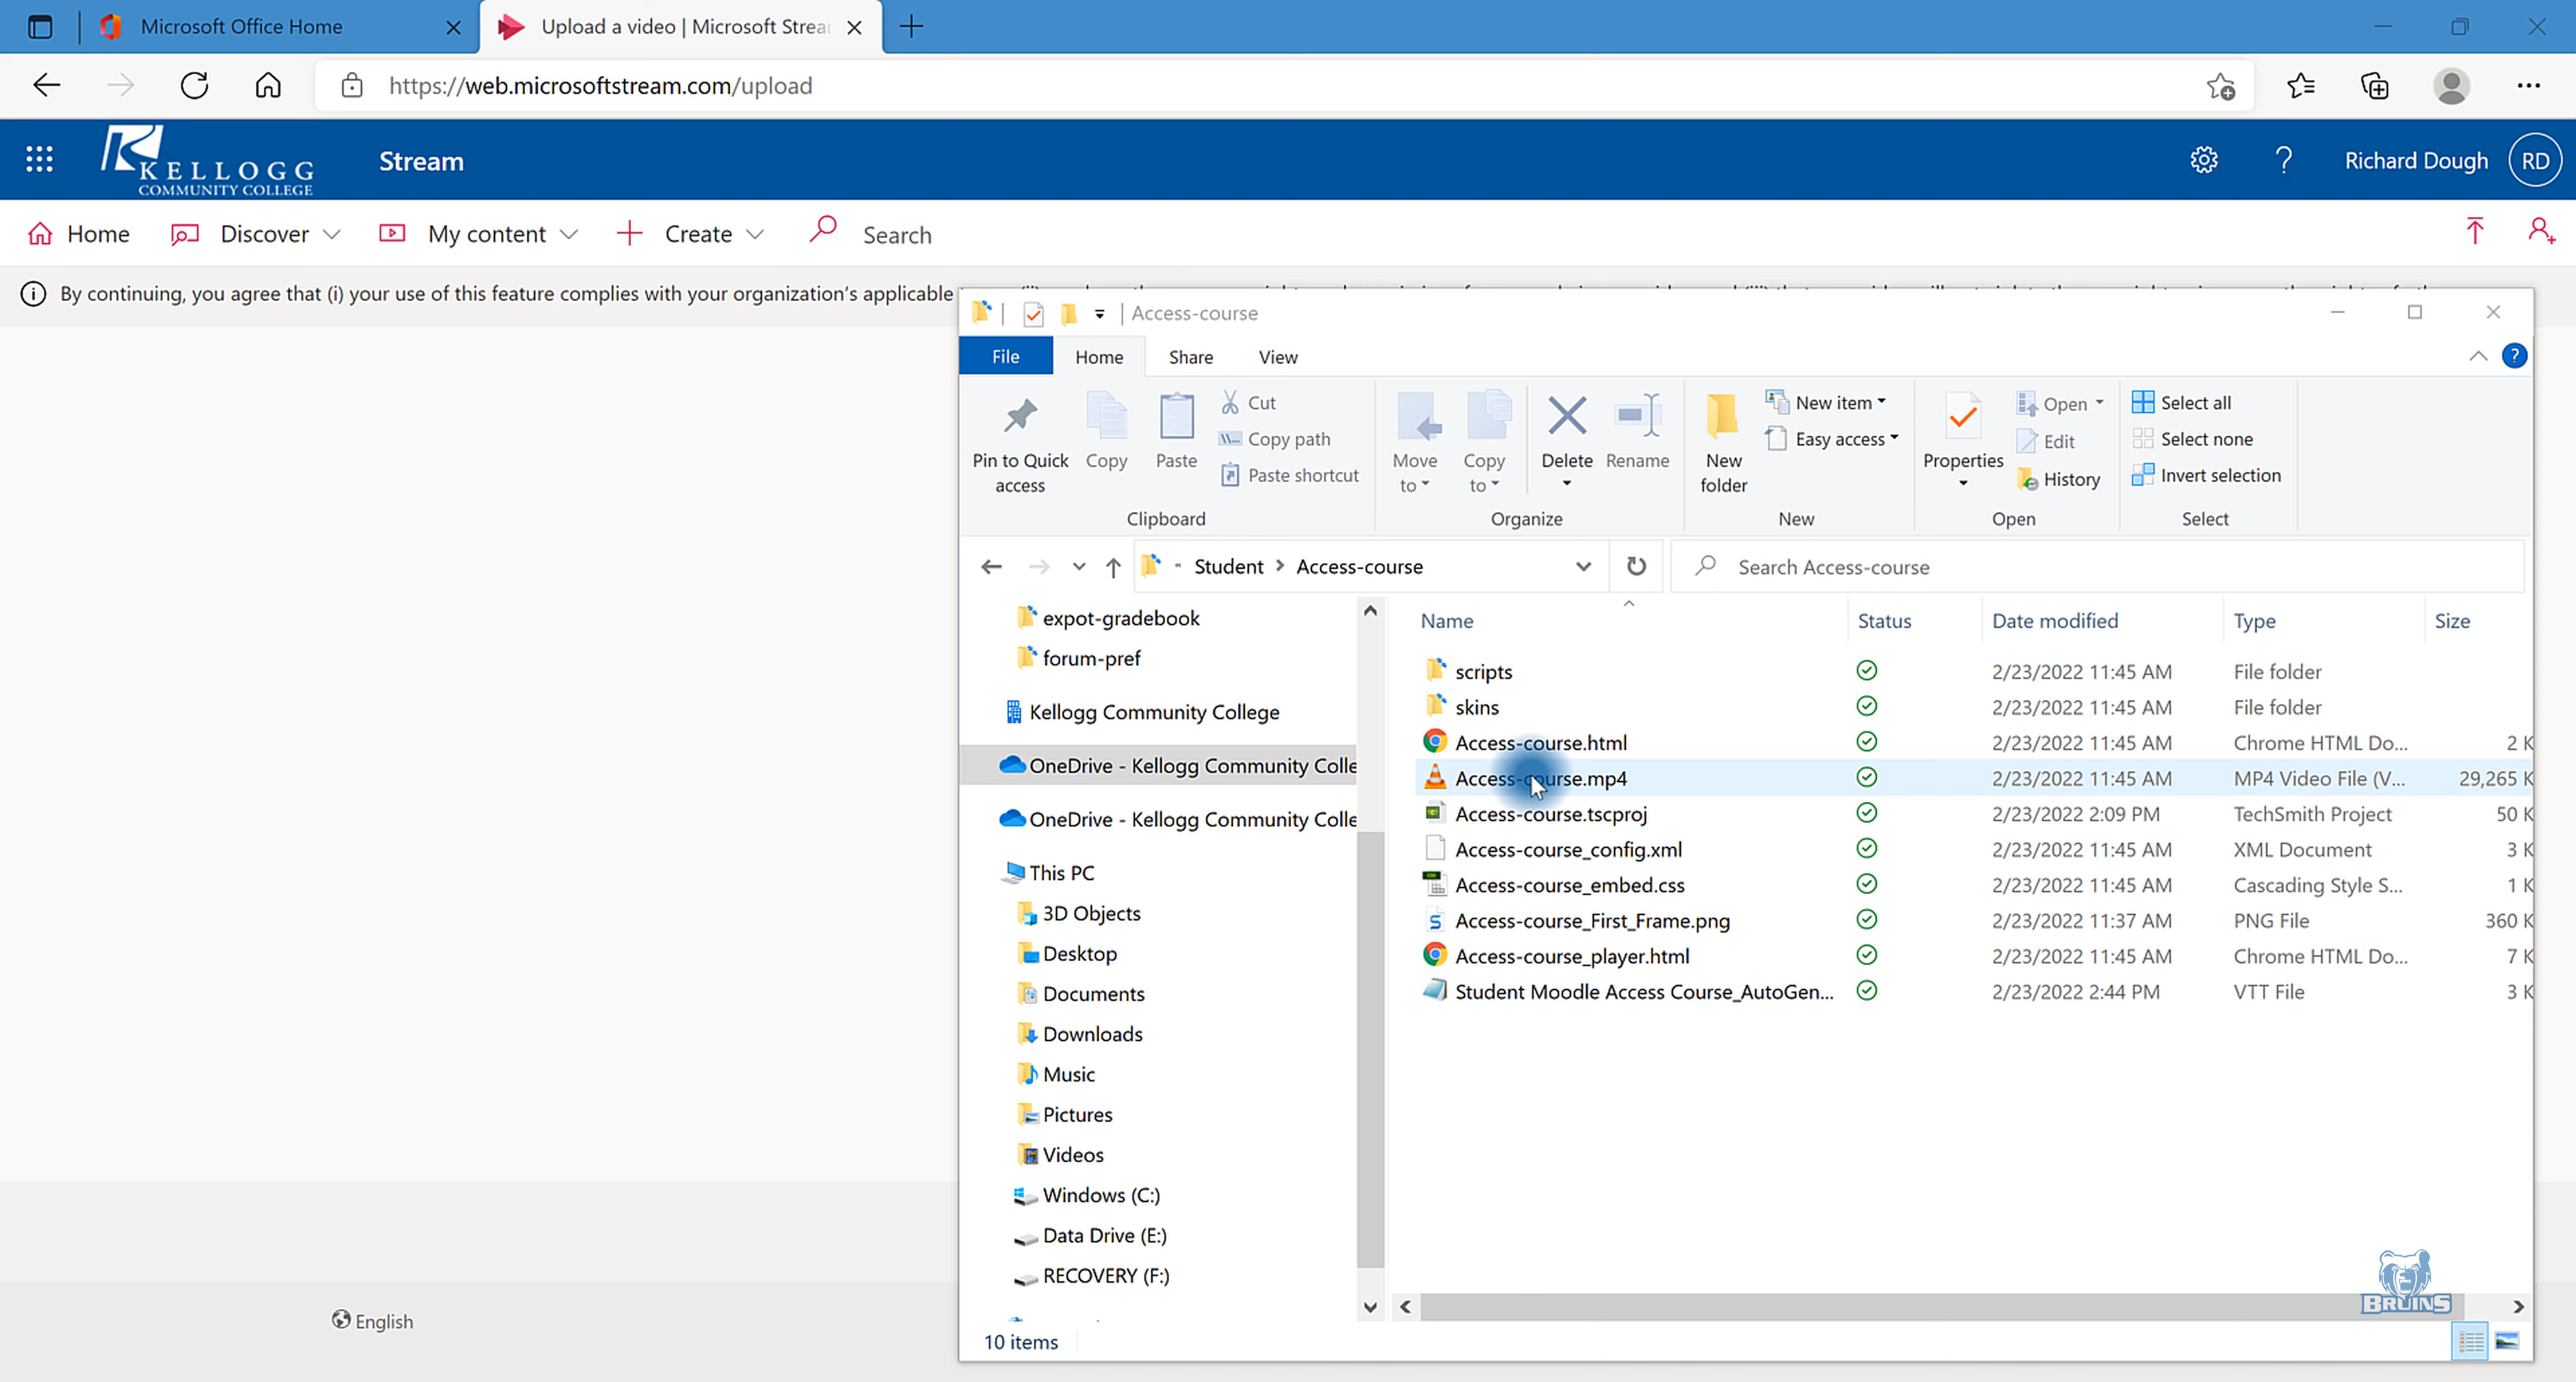 Microsoft Office Home
Upload a video | Microsoft Strea
https://web.microsoftstream.com/upload
KELLOGG
COMMUNITY COLLEGE
Stream
Richard Dough
RD
Home
Discover
My content
Create
Search
By continuing, you agree that (i) your use of this feature complies with your organization's applicable
Access-course
File
Home
Share
View
Pin to Quick
access
Copy
Paste
Cut
Copy path
Paste shortcut
Clipboard
Move
to
Copy
to
Delete
Rename
Organize
New
folder
New item
Easy access
New
Properties
Open
Edit
History
Open
Select all
Select none
Invert selection
Select
Student > Access-course
Search Access-course
expot-gradebook
forum-pref
Kellogg Community College
OneDrive - Kellogg Community Colle
OneDrive - Kellogg Community Colle
This PC
3D Objects
Desktop
Documents
Downloads
Music
Pictures
Videos
Windows (C:)
Data Drive (E:)
RECOVERY (F:)
Name Status Date modified Type Size
scripts 2/23/2022 11:45 AM File folder
skins 2/23/2022 11:45 AM File folder
Access-course.html 2/23/2022 11:45 AM Chrome HTML Do... 2 K
Access-course.mp4 2/23/2022 11:45 AM MP4 Video File (V... 29,265 K
Access-course.tscproj 2/23/2022 2:09 PM TechSmith Project 50 K
Access-course_config.xml 2/23/2022 11:45 AM XML Document 3 K
Access-course_embed.css 2/23/2022 11:45 AM Cascading Style S... 1 K
Access-course_First_Frame.png 2/23/2022 11:37 AM PNG File 360 K
Access-course_player.html 2/23/2022 11:45 AM Chrome HTML Do... 7 K
Student Moodle Access Course_AutoGen... 2/23/2022 2:44 PM VTT File 3 K
BRUINS
English
10 items